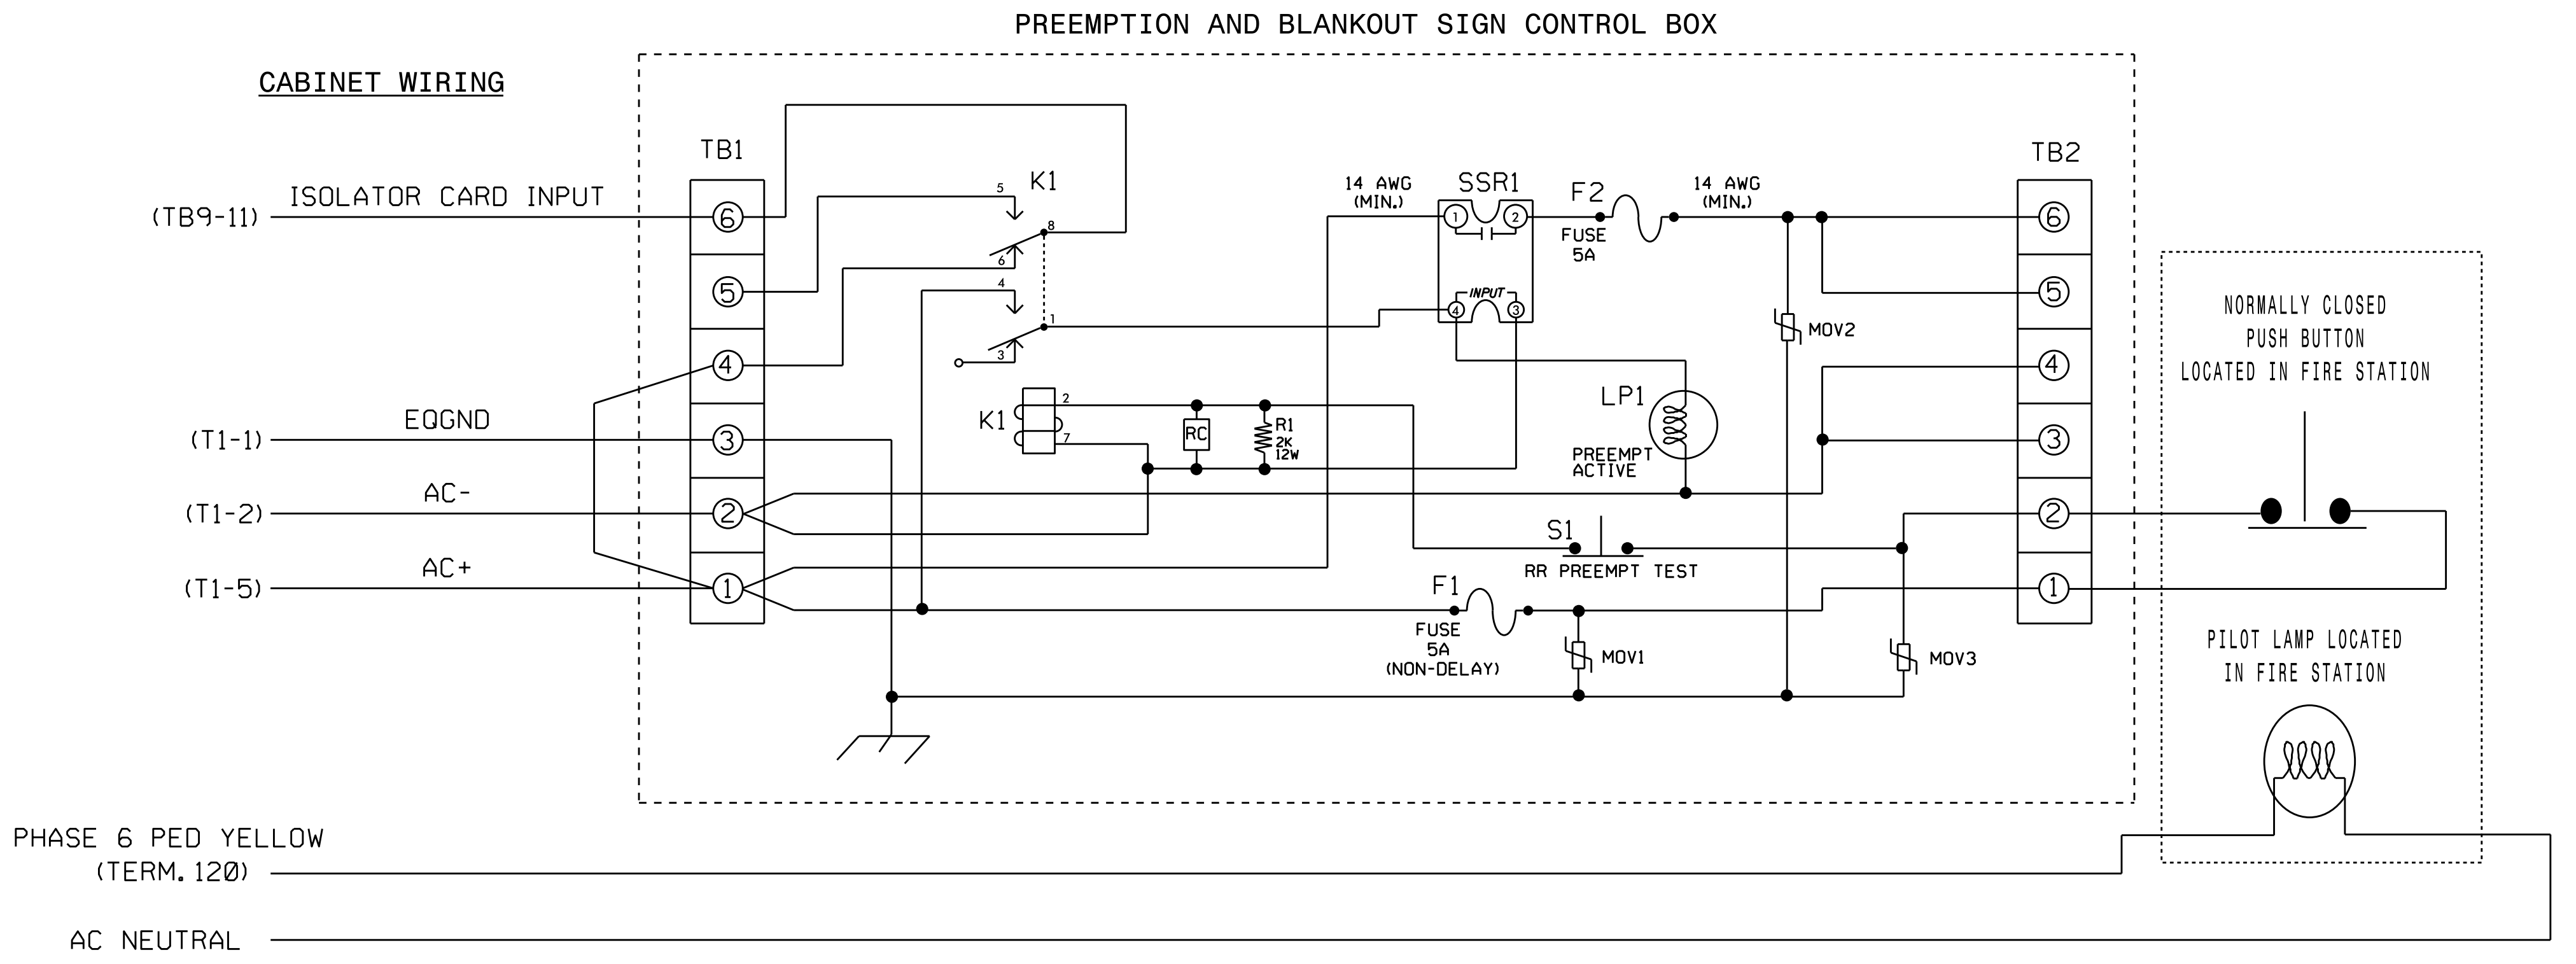 PREEMPTION AND BLANKOUT SIGN CONTROL BOX
CABINET WIRING
TB1
(TB9-11) ISOLATOR CARD INPUT
6
5
4
(T1-1) EQGND
3
(T1-2) AC-
2
(T1-5) AC+
1
K1
5
8
6
4
1
3
K1
2
7
RC
R1
2K
12W
14 AWG
(MIN.)
SSR1
1 2
INPUT
4 3
F2
FUSE
5A
14 AWG
(MIN.)
MOV2
LP1
PREEMPT
ACTIVE
S1
RR PREEMPT TEST
F1
FUSE
5A
(NON-DELAY)
MOV1
MOV3
TB2
6
5
4
3
2
1
NORMALLY CLOSED
PUSH BUTTON
LOCATED IN FIRE STATION
PILOT LAMP LOCATED
IN FIRE STATION
PHASE 6 PED YELLOW
(TERM. 120)
AC NEUTRAL